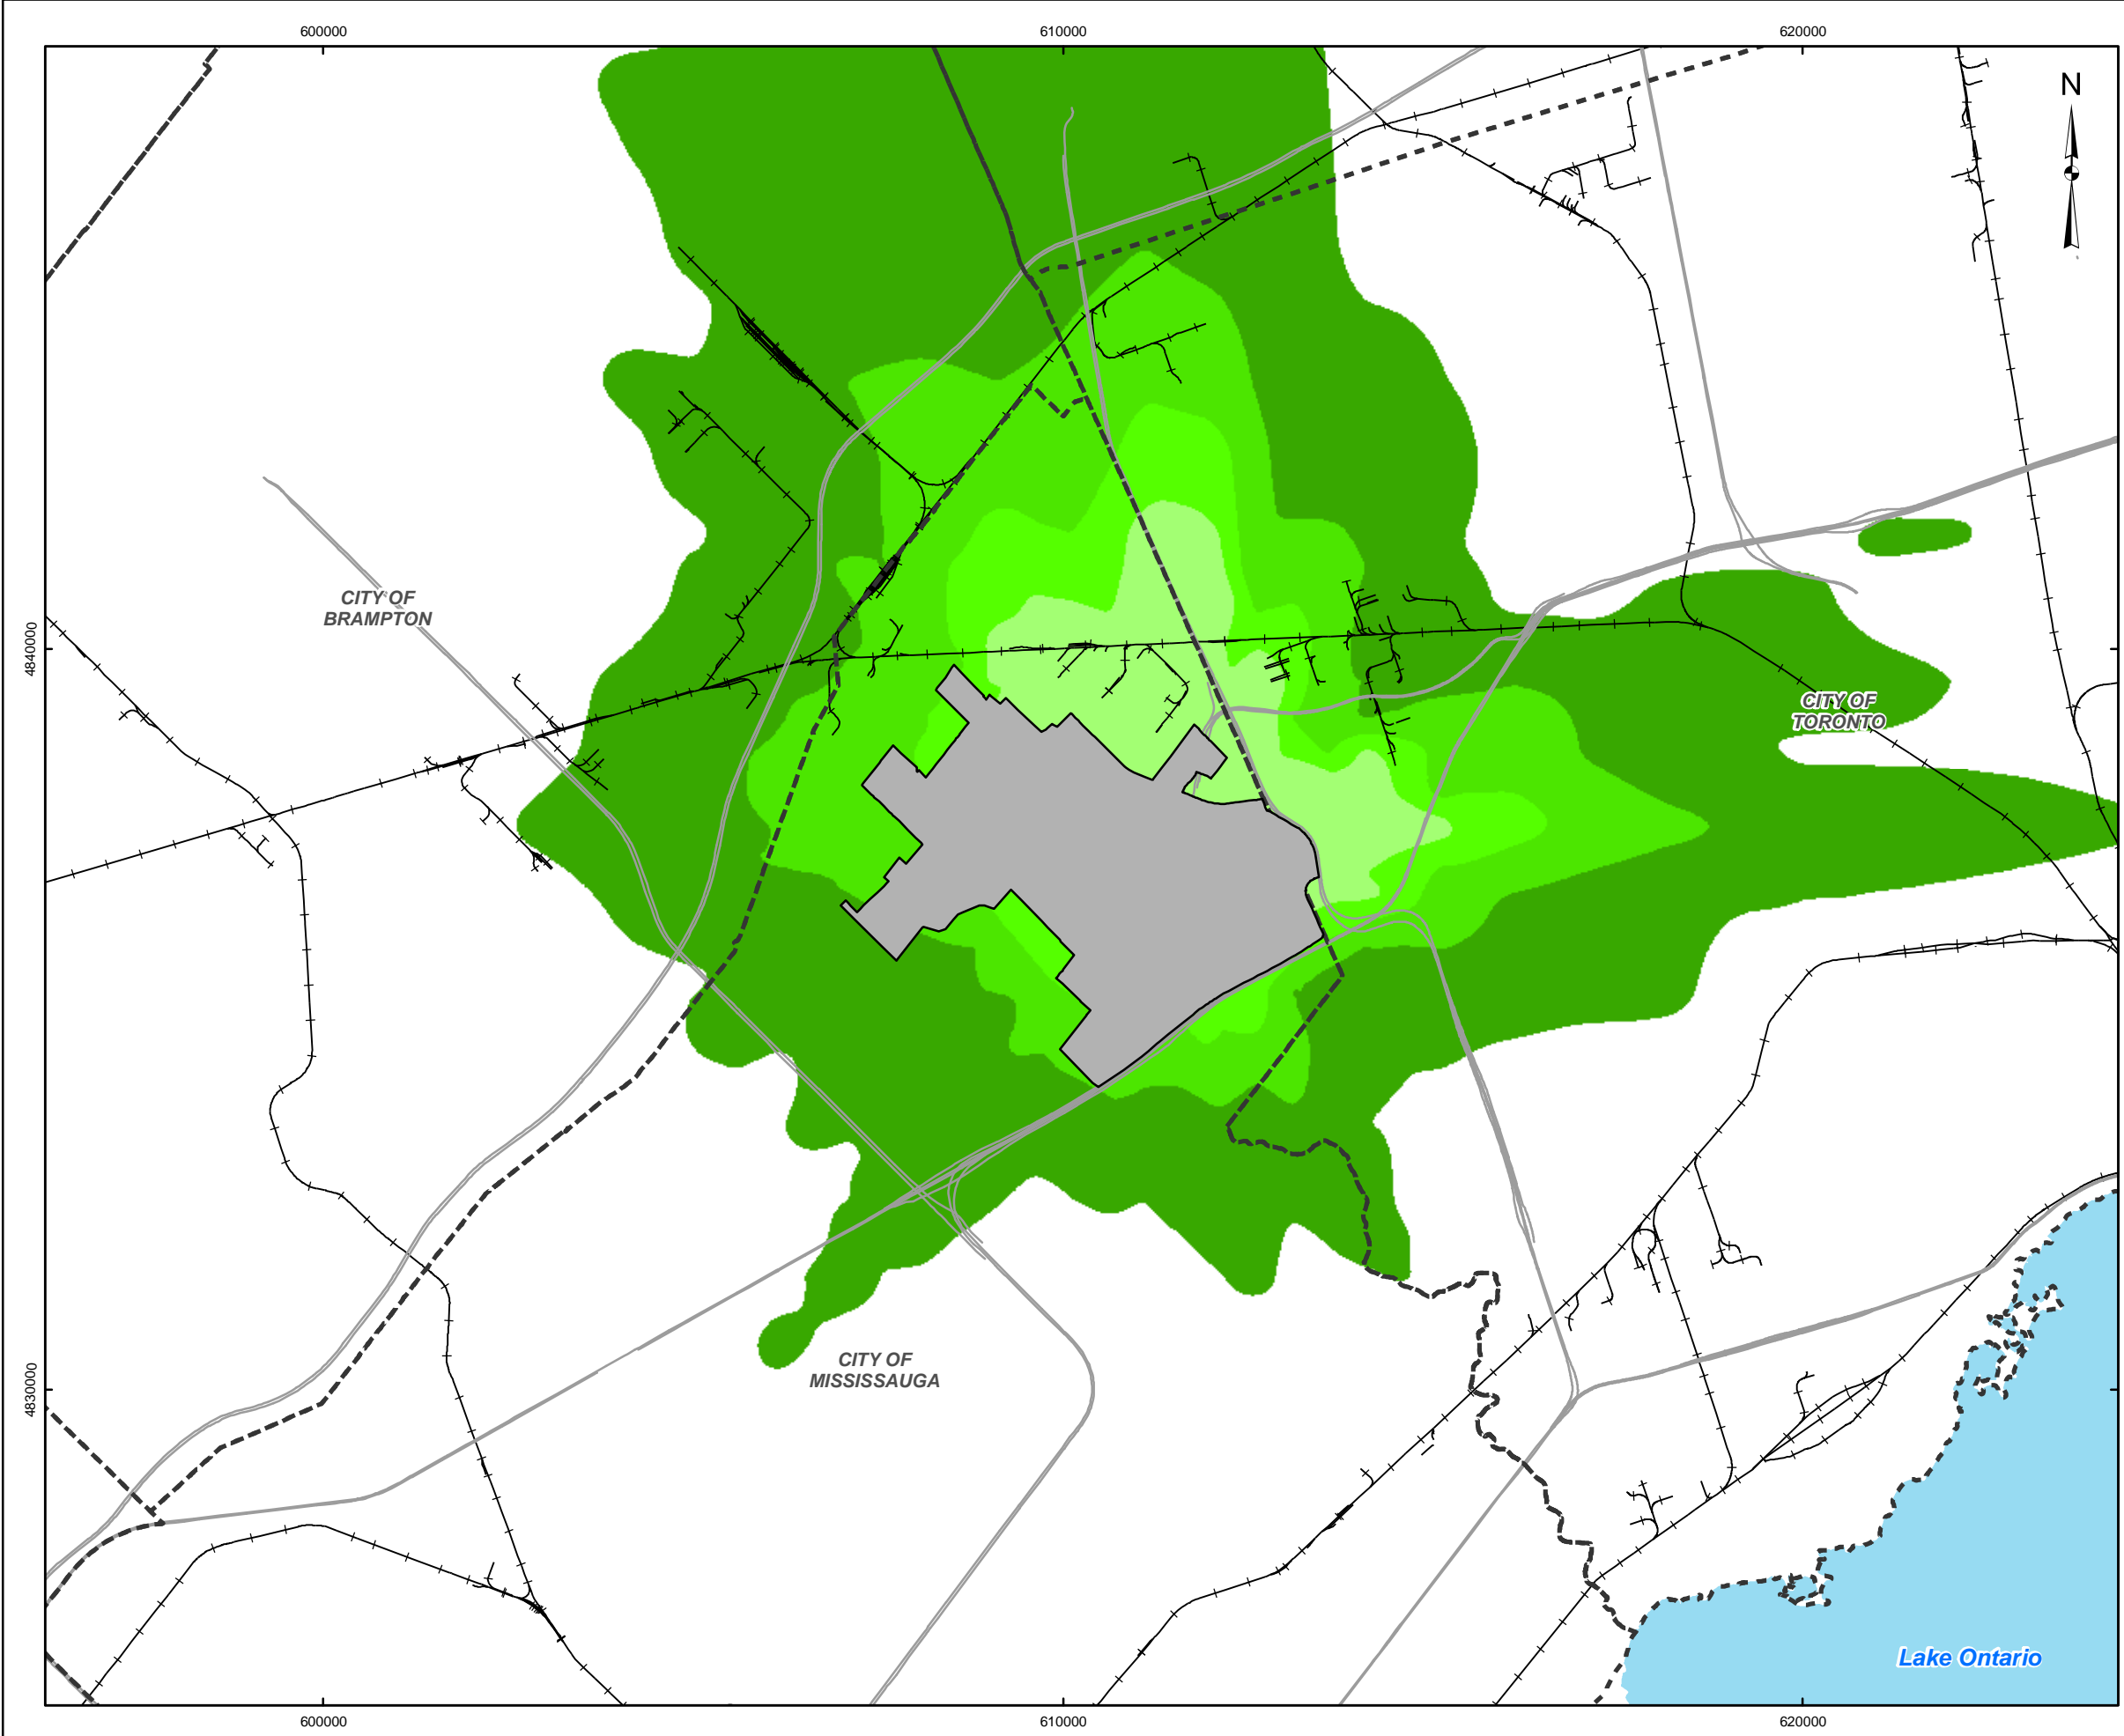 600000
610000
620000
N
CITY OF
BRAMPTON
4840000
CITY OF
TORONTO
CITY OF
MISSISSAUGA
4830000
Lake Ontario
600000
610000
620000